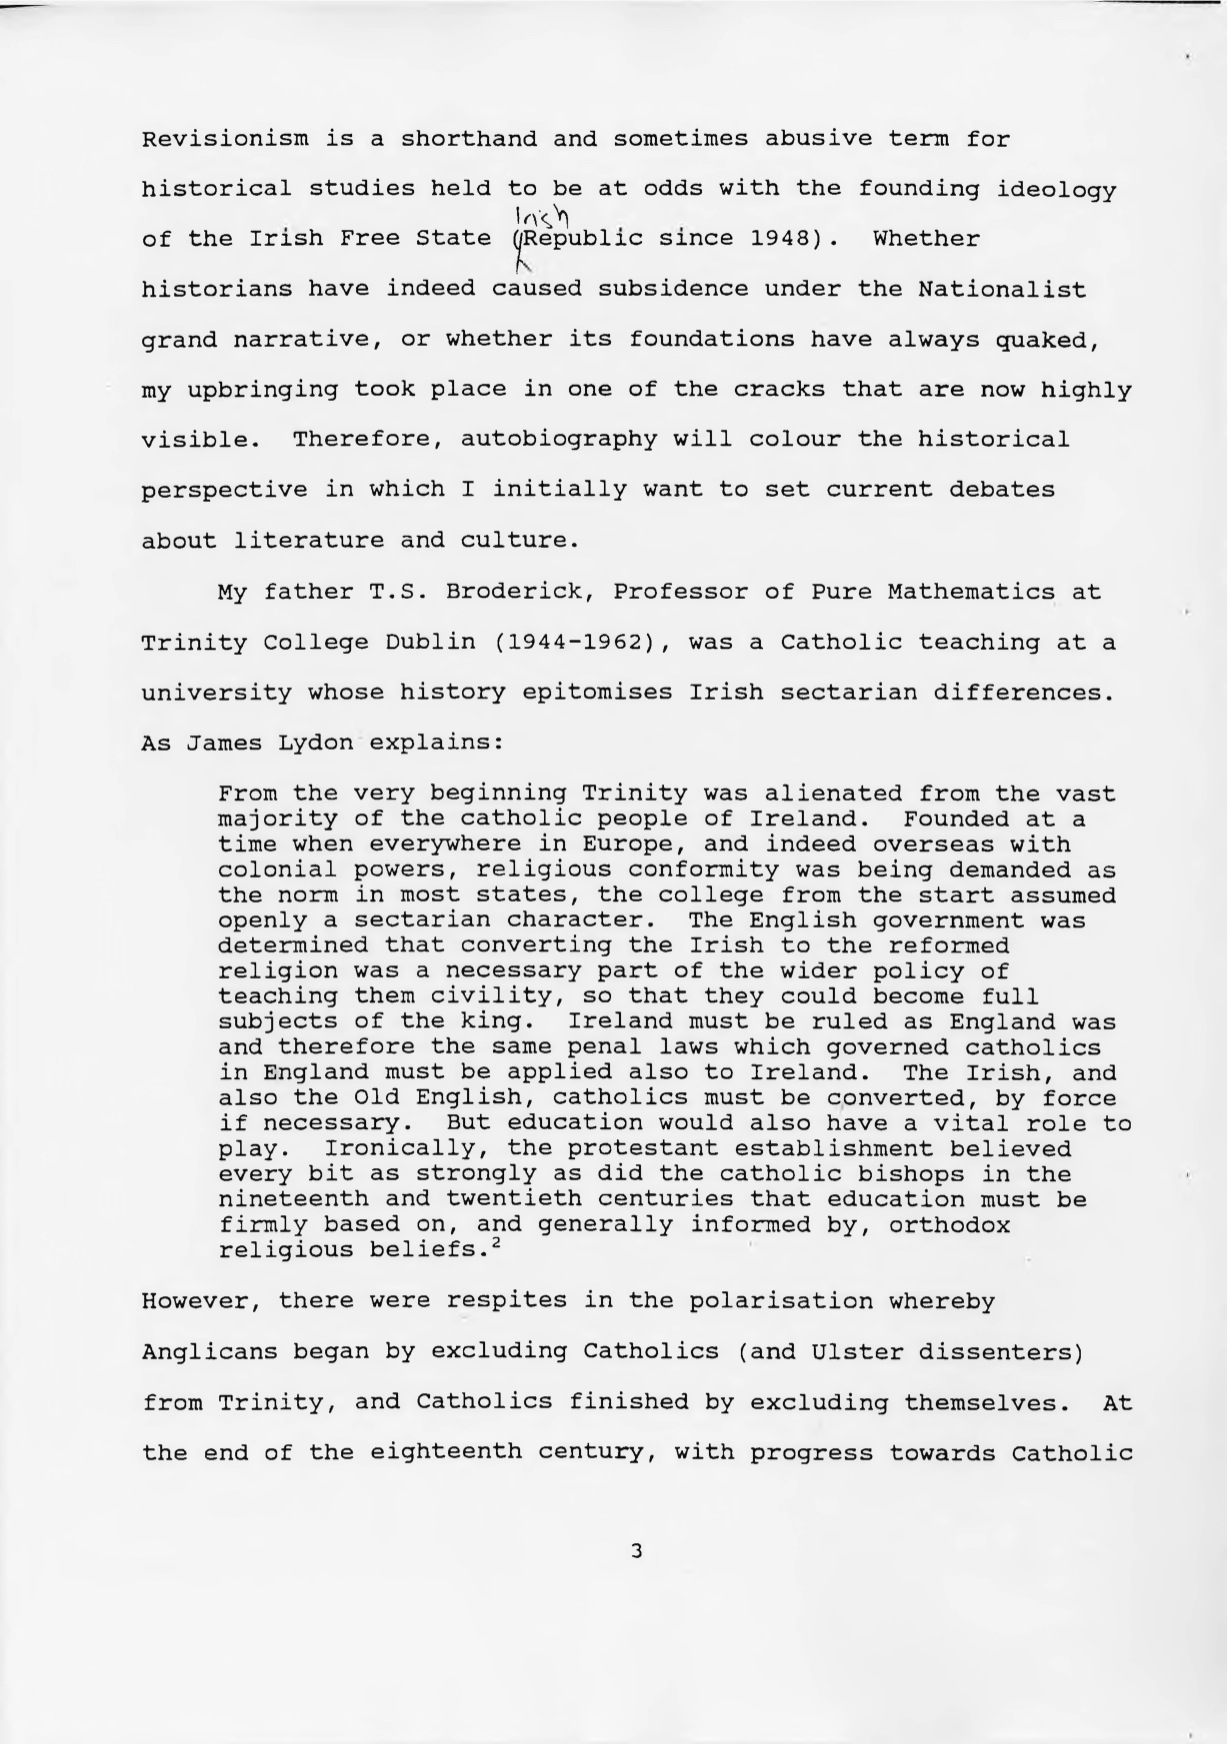 Revisionism is a shorthand and sometimes abusive term for
historical studies held to be at odds with the founding ideology
Irish
of the Irish Free State (Republic since 1948).  Whether
historians have indeed caused subsidence under the Nationalist
grand narrative, or whether its foundations have always quaked,
my upbringing took place in one of the cracks that are now highly
visible.  Therefore, autobiography will colour the historical
perspective in which I initially want to set current debates
about literature and culture.
My father T.S. Broderick, Professor of Pure Mathematics at
Trinity College Dublin (1944-1962), was a Catholic teaching at a
university whose history epitomises Irish sectarian differences.
As James Lydon explains:
From the very beginning Trinity was alienated from the vast
majority of the catholic people of Ireland.  Founded at a
time when everywhere in Europe, and indeed overseas with
colonial powers, religious conformity was being demanded as
the norm in most states, the college from the start assumed
openly a sectarian character.  The English government was
determined that converting the Irish to the reformed
religion was a necessary part of the wider policy of
teaching them civility, so that they could become full
subjects of the king.  Ireland must be ruled as England was
and therefore the same penal laws which governed catholics
in England must be applied also to Ireland.  The Irish, and
also the Old English, catholics must be converted, by force
if necessary.  But education would also have a vital role to
play.  Ironically, the protestant establishment believed
every bit as strongly as did the catholic bishops in the
nineteenth and twentieth centuries that education must be
firmly based on, and generally informed by, orthodox
religious beliefs.²
However, there were respites in the polarisation whereby
Anglicans began by excluding Catholics (and Ulster dissenters)
from Trinity, and Catholics finished by excluding themselves.  At
the end of the eighteenth century, with progress towards Catholic
3